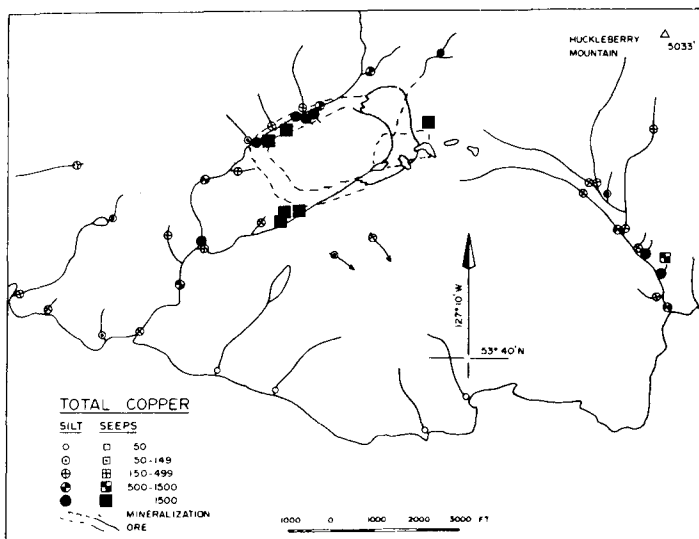 HUCKLEBERRY
MOUNTAIN
5033'
127° 10' W
53° 40' N
TOTAL COPPER
SILT SEEPS
50
50-149
150-499
500-1500
1500
MINERALIZATION
ORE
1000 0 1000 2000 3000 FT